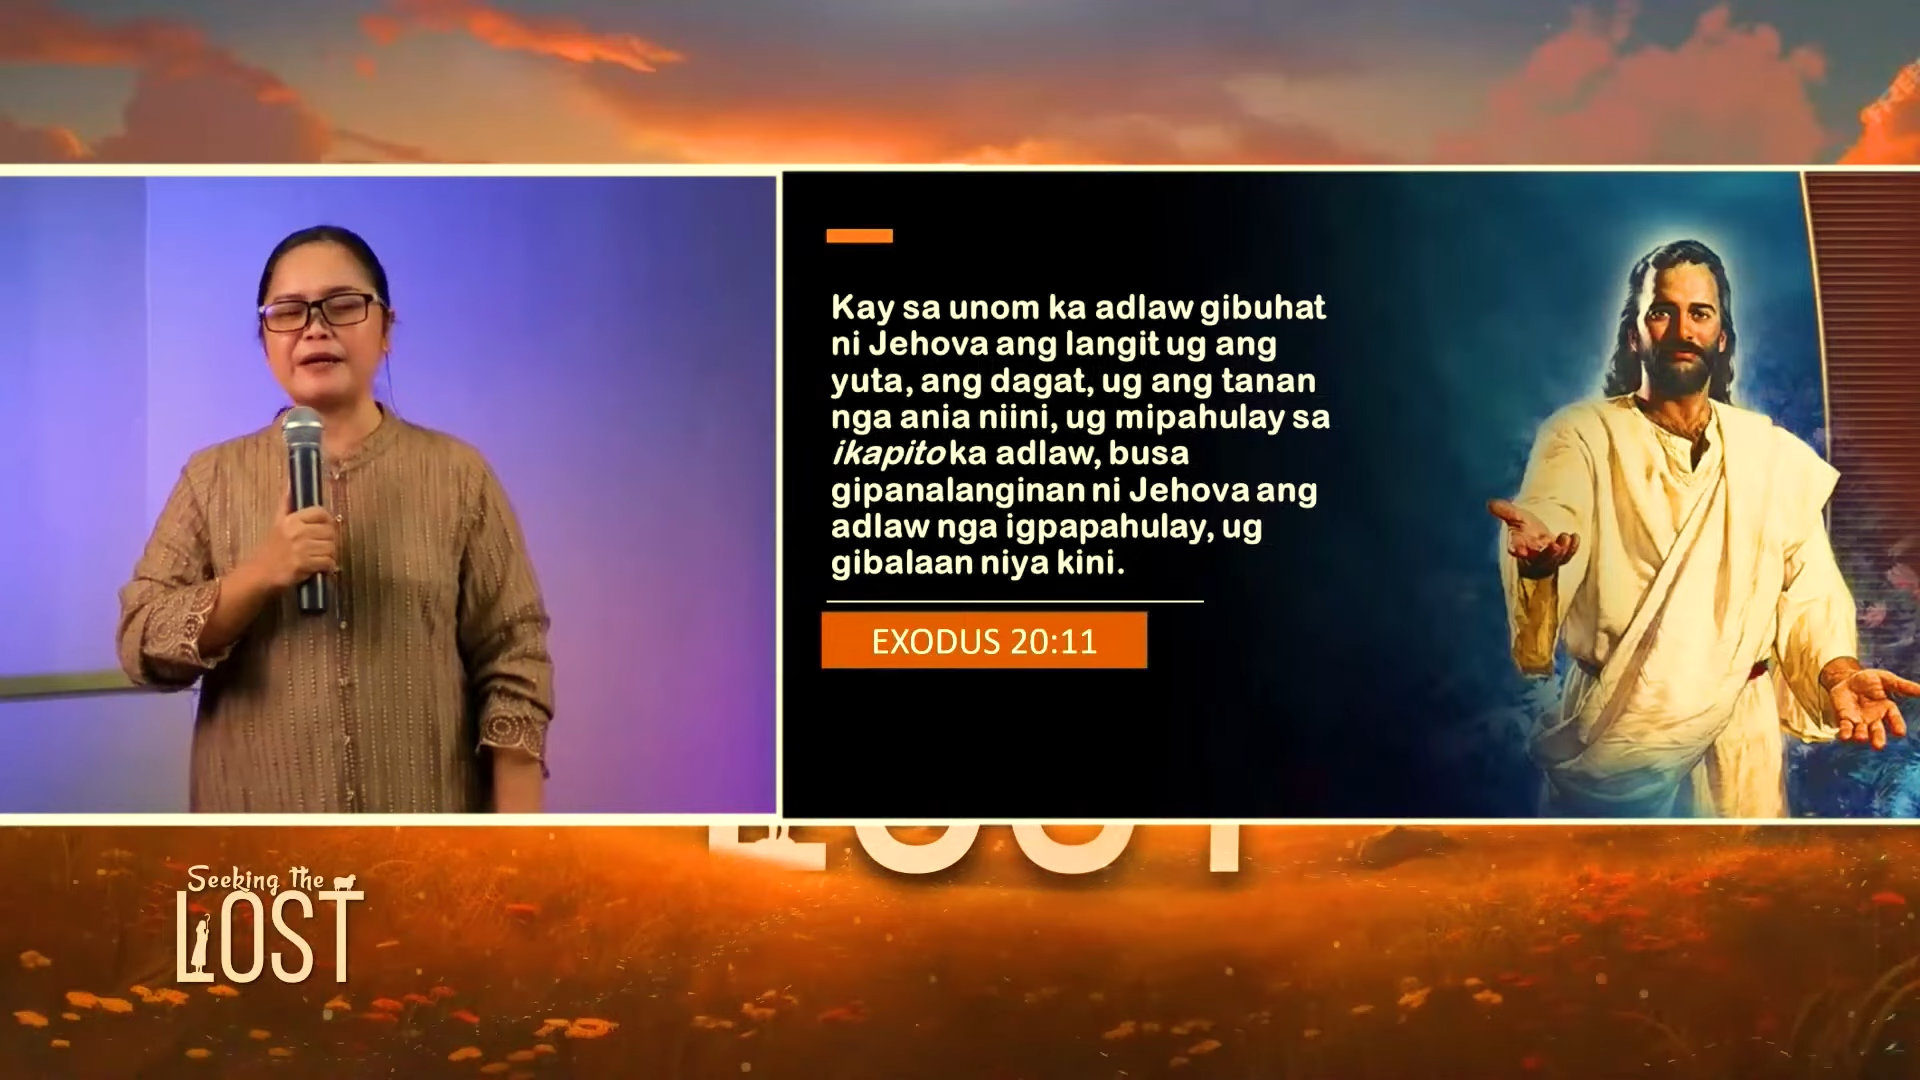 Kay sa unom ka adlaw gibuhat
ni Jehova ang langit ug ang
yuta, ang dagat, ug ang tanan
nga ania niini, ug mipahulay sa
ikapito ka adlaw, busa
gipanalanginan ni Jehova ang
adlaw nga igpapahulay, ug
gibalaan niya kini.
EXODUS 20:11
LOST
Seeking the
LOST